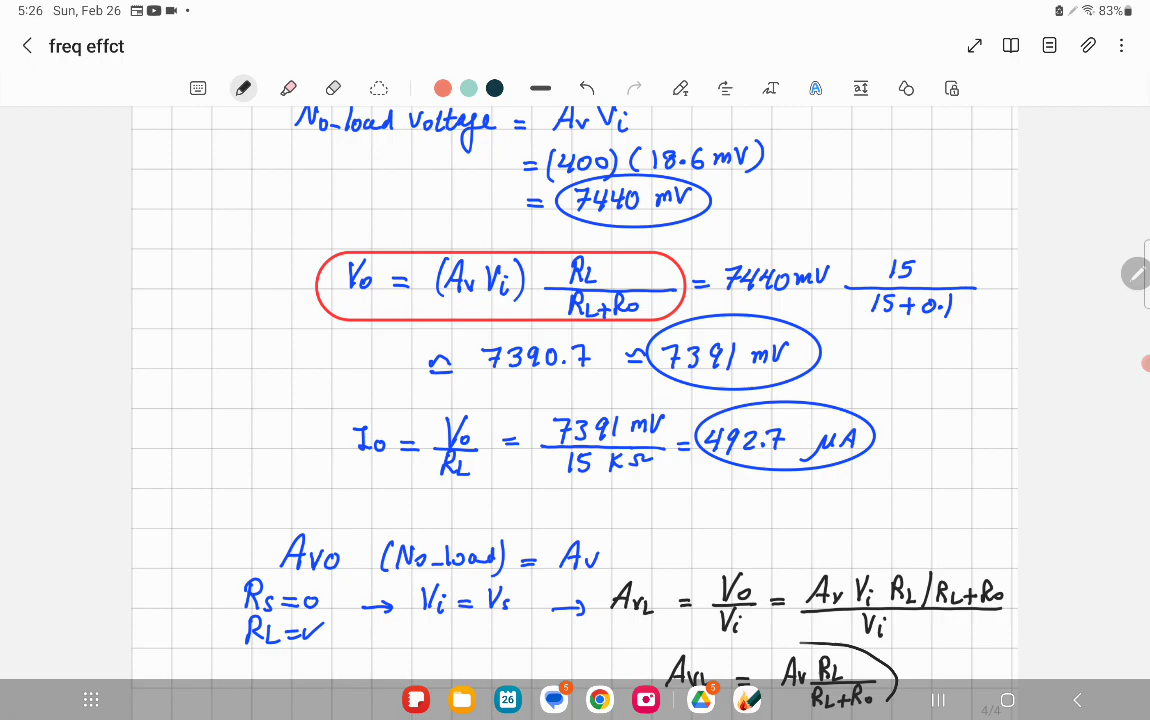 5:26 Sun, Feb 26 83%
freq effct
No-load voltage = Av Vi
= (400) (18.6 mV)
= 7440 mV
Vo = (Av Vi) RL / RL+Ro = 7440 mV 15 / 15+0.1
≃ 7390.7 ≃ 7391 mV
Io = Vo / RL = 7391 mV / 15 KΩ = 492.7 μA
Avo (No-load) = Av
Rs=0 → Vi = Vs → AvL = Vo / Vi = Av Vi RL/RL+Ro / Vi
RL=✓
AvL = Av RL / RL+Ro
4/4
26
5
5